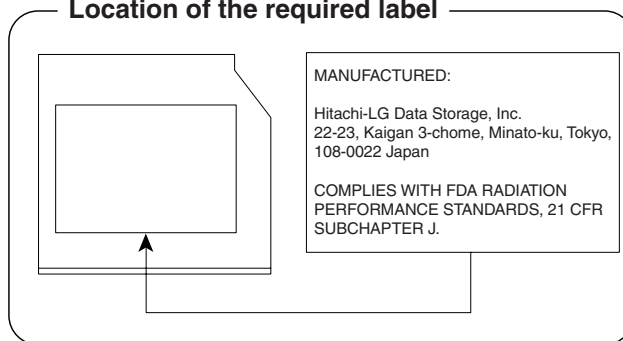 Location of the required label
MANUFACTURED:
Hitachi-LG Data Storage, Inc.
22-23, Kaigan 3-chome, Minato-ku, Tokyo,
108-0022 Japan
COMPLIES WITH FDA RADIATION
PERFORMANCE STANDARDS, 21 CFR
SUBCHAPTER J.